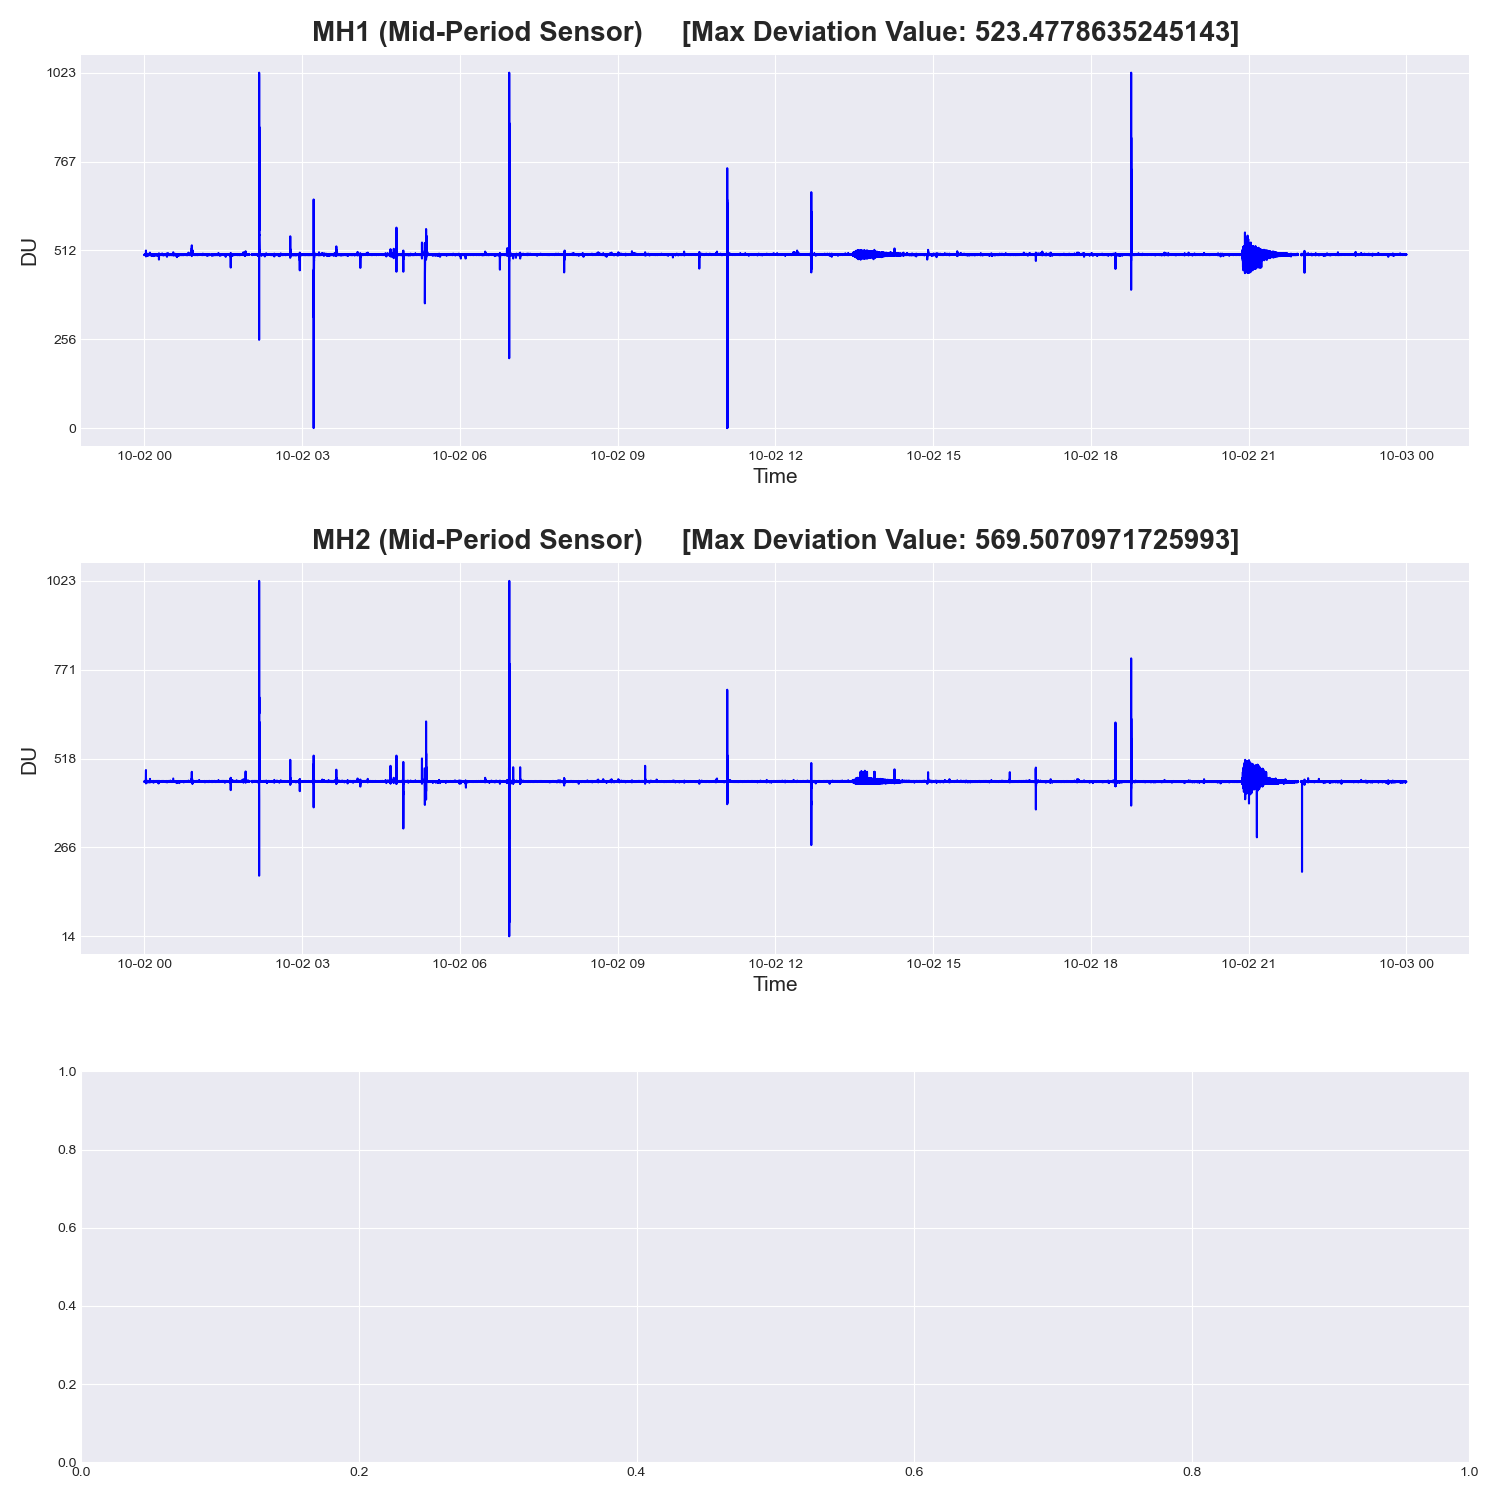 MH1 (Mid-Period Sensor) [Max Deviation Value: 523.4778635245143]
1023
767
512
256
0
DU
10-02 00 10-02 03 10-02 06 10-02 09 10-02 12 10-02 15 10-02 18 10-02 21 10-03 00
Time
MH2 (Mid-Period Sensor) [Max Deviation Value: 569.5070971725993]
1023
771
518
266
14
DU
10-02 00 10-02 03 10-02 06 10-02 09 10-02 12 10-02 15 10-02 18 10-02 21 10-03 00
Time
1.0
0.8
0.6
0.4
0.2
0.0
0.0 0.2 0.4 0.6 0.8 1.0